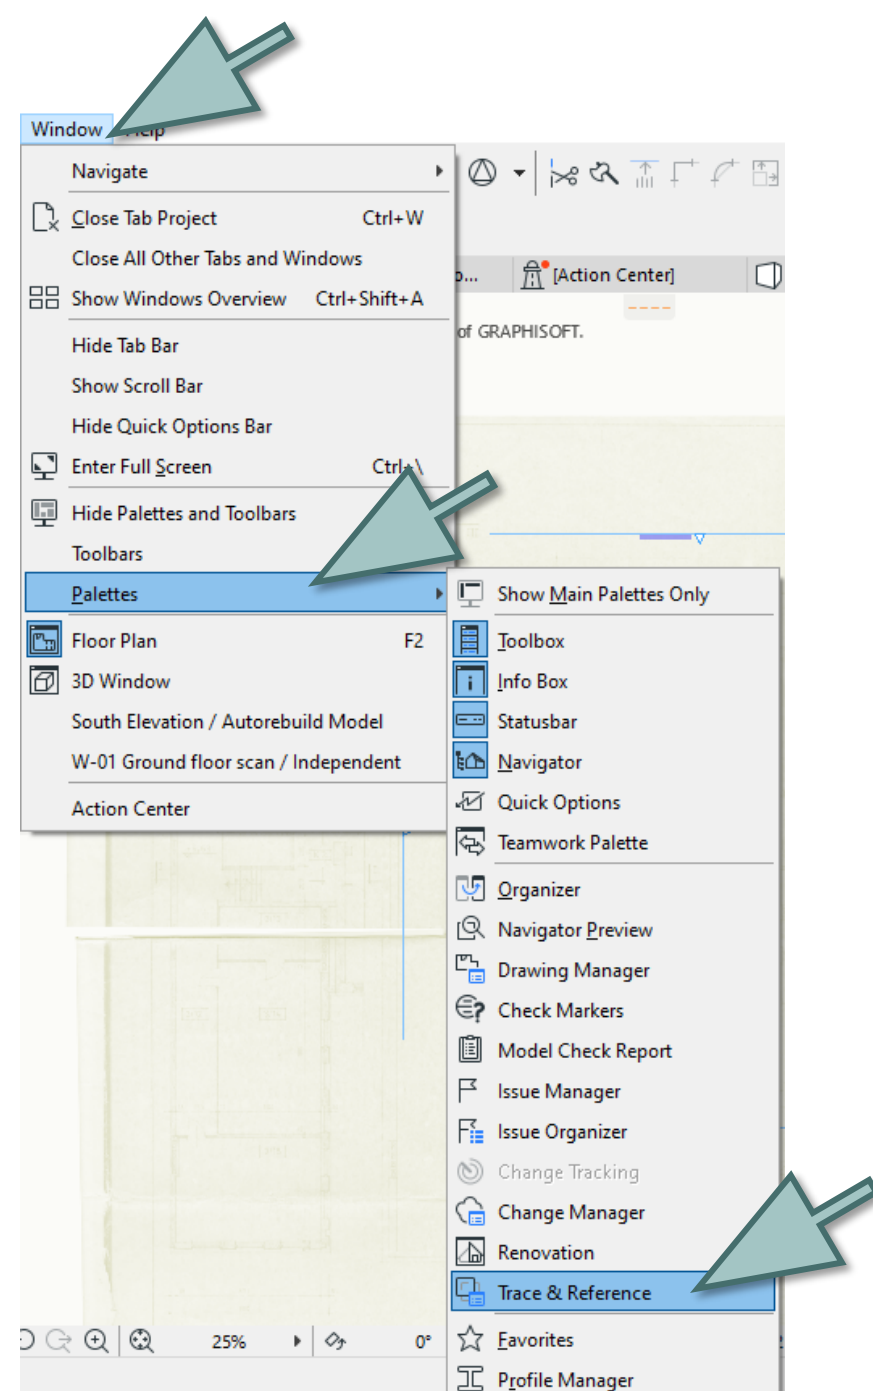 Window Help
Navigate
Close Tab Project Ctrl+W
Close All Other Tabs and Windows
Show Windows Overview Ctrl+Shift+A
[Action Center]
Hide Tab Bar
of GRAPHISOFT.
Show Scroll Bar
Hide Quick Options Bar
Enter Full Screen Ctrl+\
Hide Palettes and Toolbars
Toolbars
Palettes
Floor Plan F2
3D Window
South Elevation / Autorebuild Model
W-01 Ground floor scan / Independent
Action Center
Show Main Palettes Only
Toolbox
Info Box
Statusbar
Navigator
Quick Options
Teamwork Palette
Organizer
Navigator Preview
Drawing Manager
Check Markers
Model Check Report
Issue Manager
Issue Organizer
Change Tracking
Change Manager
Renovation
Trace & Reference
Favorites
Profile Manager
25% 0°